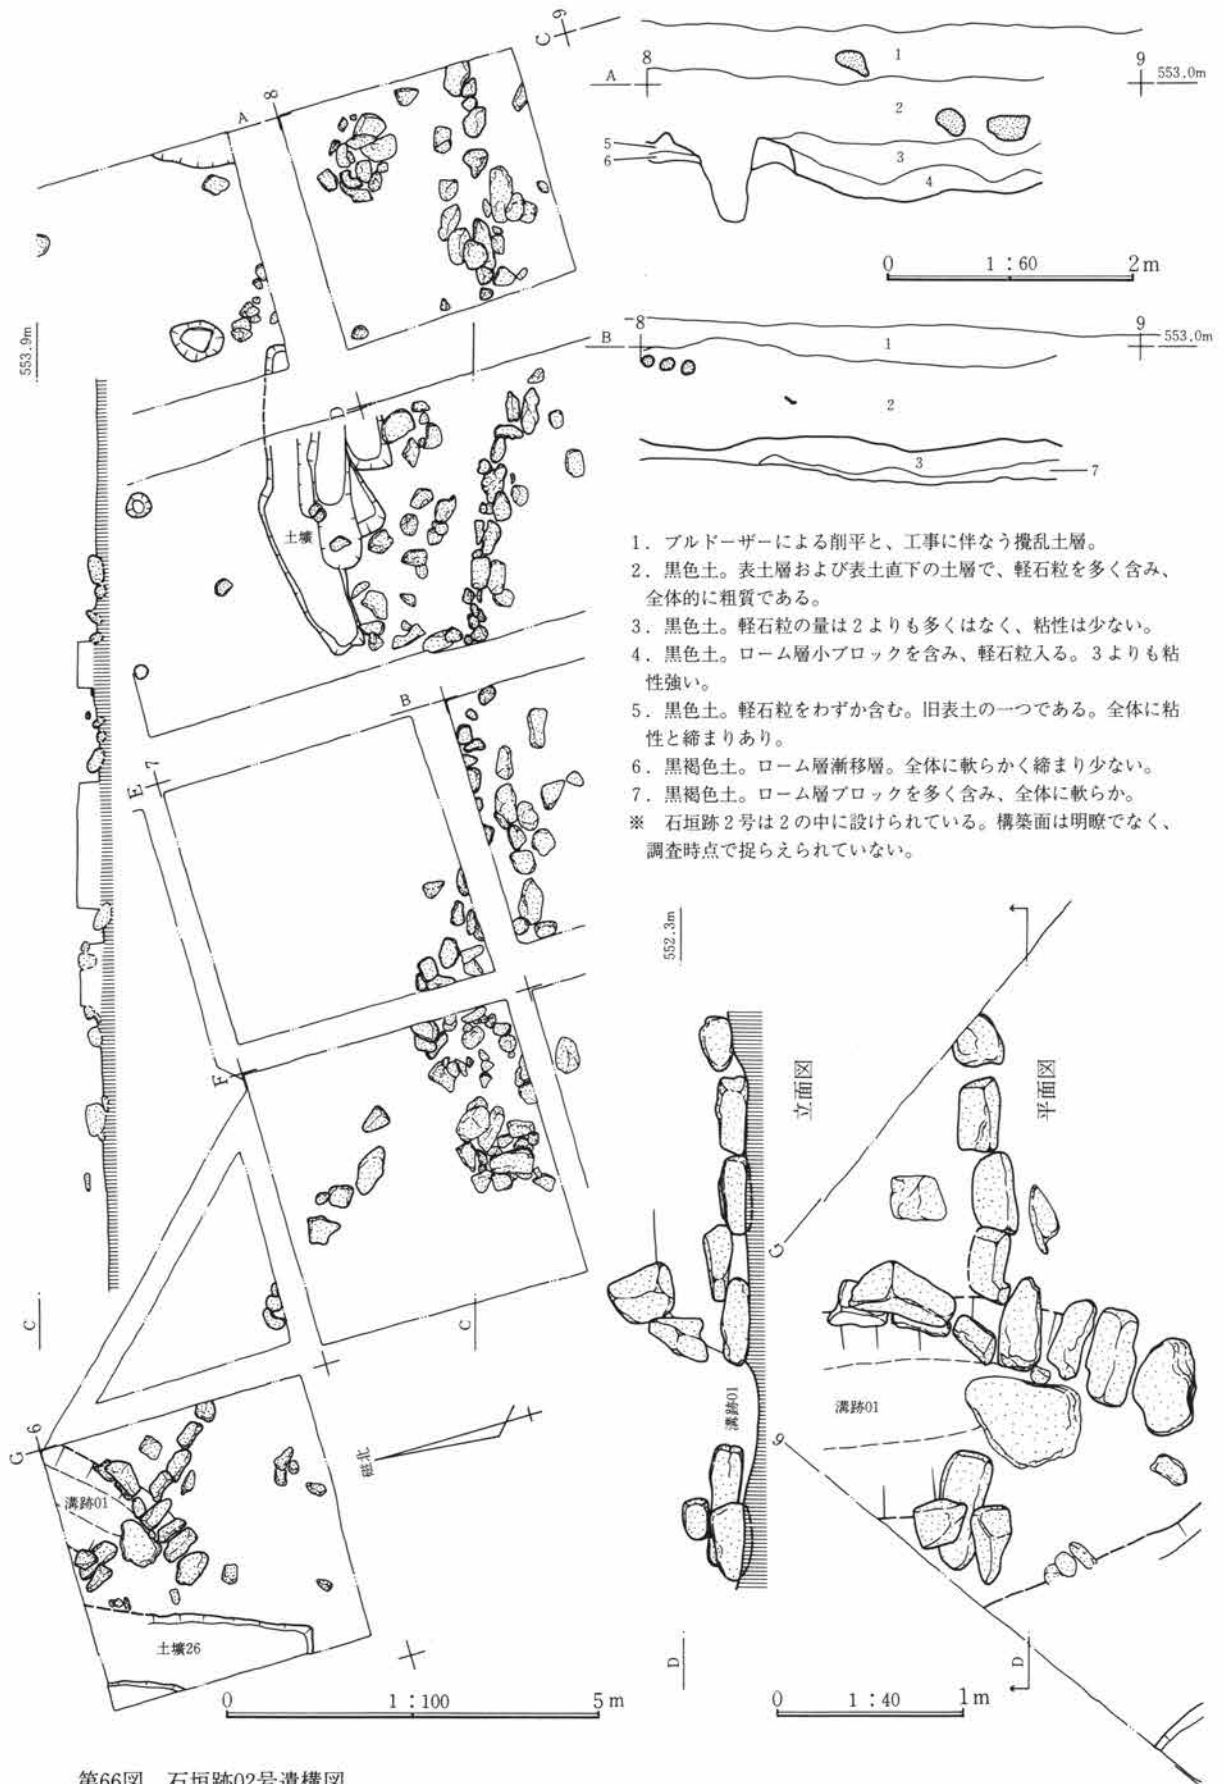 C 9
8
A
553.9m
土壙
B
E 7
F
C
C
G 6
溝跡01
土壙26
磁北
0 1:100 5m
A 8 1 9 553.0m
2
5
6
3
4
0 1:60 2m
B 8 1 9 553.0m
2
3
7
1．ブルドーザーによる削平と、工事に伴なう攪乱土層。
2．黒色土。表土層および表土直下の土層で、軽石粒を多く含み、
全体的に粗質である。
3．黒色土。軽石粒の量は2よりも多くはなく、粘性は少ない。
4．黒色土。ローム層小ブロックを含み、軽石粒入る。3よりも粘
性強い。
5．黒色土。軽石粒をわずか含む。旧表土の一つである。全体に粘
性と締まりあり。
6．黒褐色土。ローム層漸移層。全体に軟らかく締まり少ない。
7．黒褐色土。ローム層ブロックを多く含み、全体に軟らか。
※　石垣跡2号は2の中に設けられている。構築面は明瞭でなく、
調査時点で捉らえられていない。
552.3m
立面図
平面図
G
溝跡01
溝跡01
6
D
D
0 1:40 1m
第66図　石垣跡02号遺構図